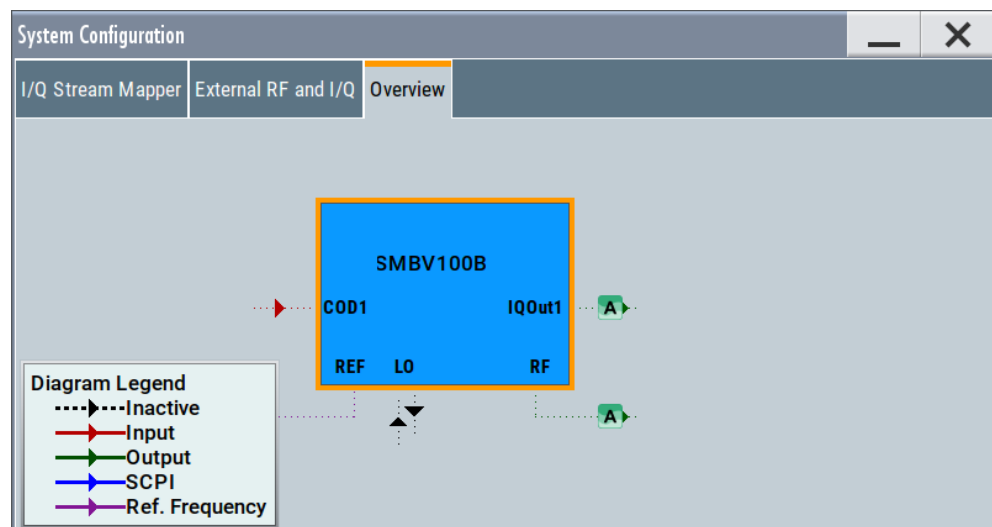 System Configuration
I/Q Stream Mapper External RF and I/Q Overview
SMBV100B
COD1 IQOut1 A
REF LO RF
A
Diagram Legend
Inactive
Input
Output
SCPI
Ref. Frequency